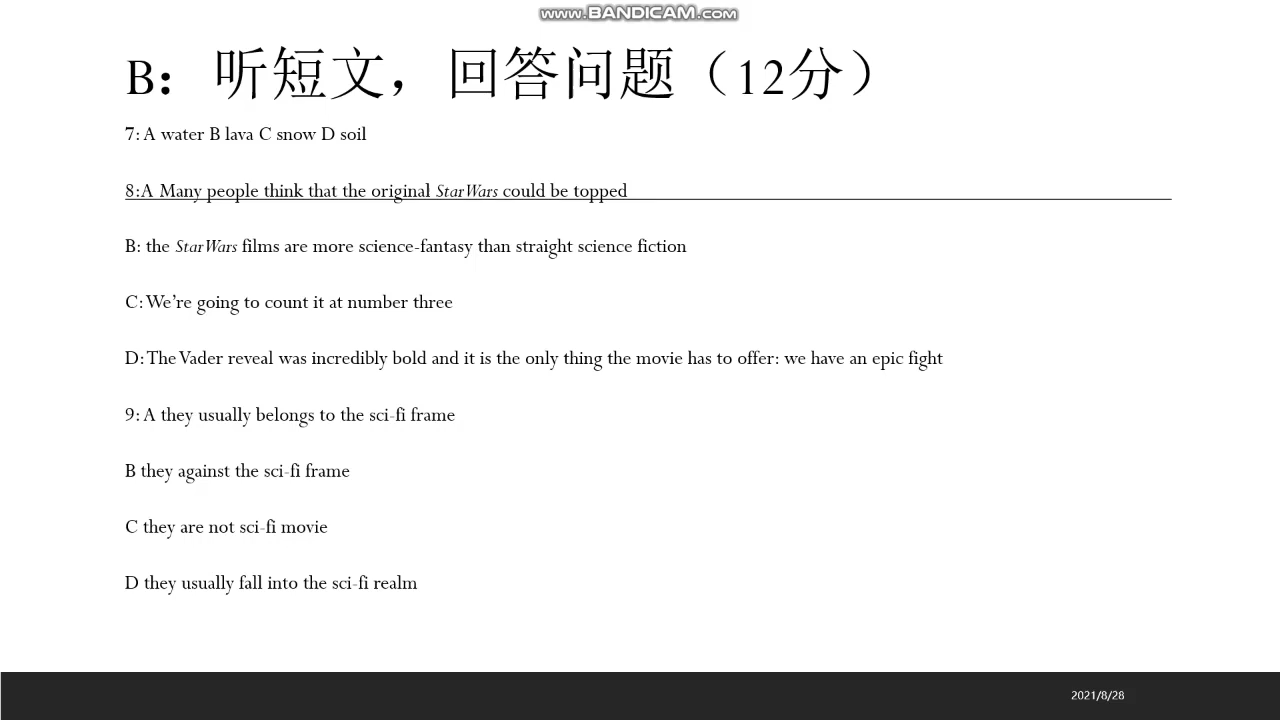 www.BANDICAM.com
B：听短文，回答问题（12分）
7: A water B lava C snow D soil
8:A Many people think that the original Star Wars could be topped
B: the Star Wars films are more science-fantasy than straight science fiction
C: We’re going to count it at number three
D: The Vader reveal was incredibly bold and it is the only thing the movie has to offer: we have an epic fight
9: A they usually belongs to the sci-fi frame
B they against the sci-fi frame
C they are not sci-fi movie
D they usually fall into the sci-fi realm
2021/8/28